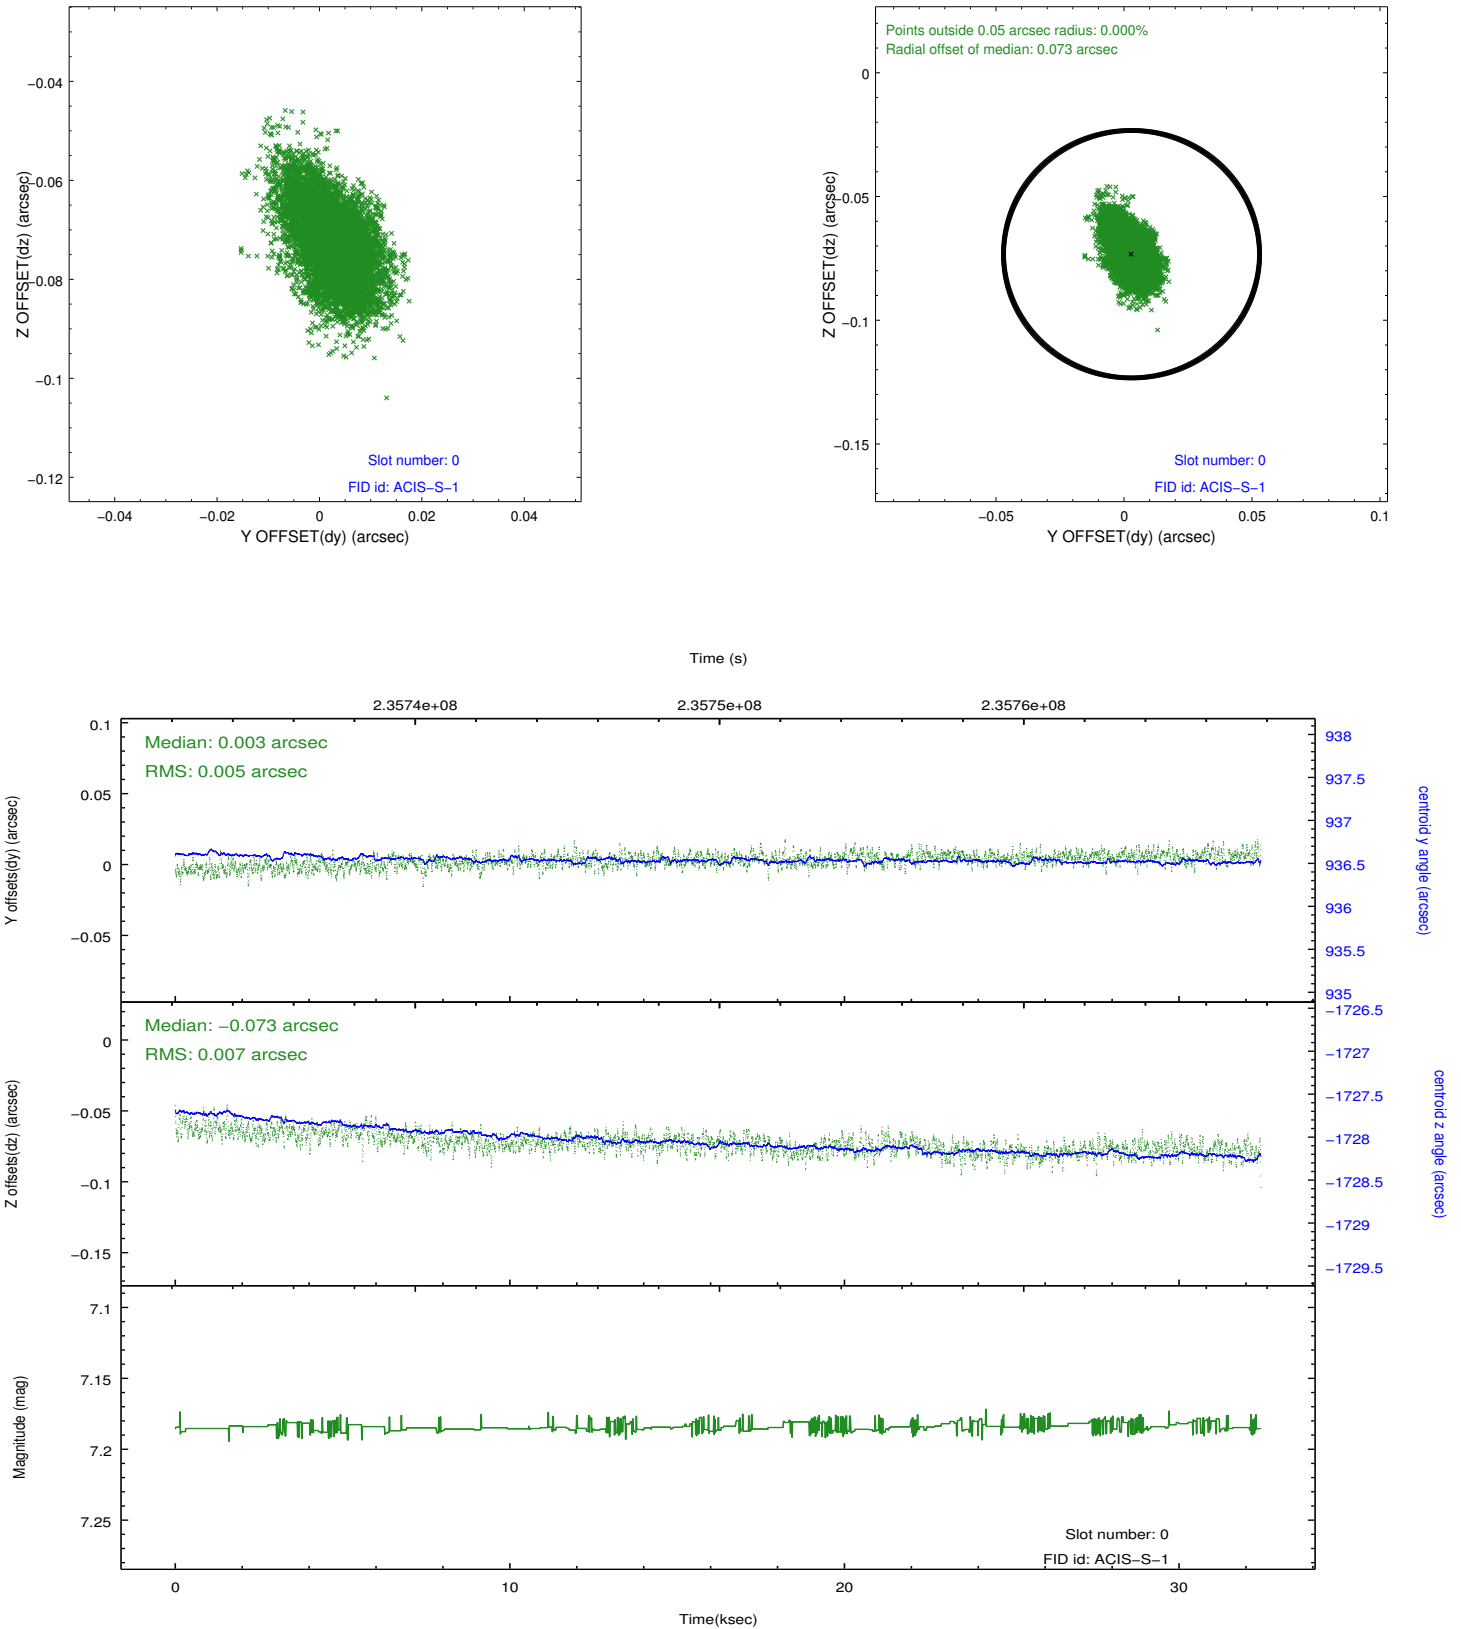 −0.04
−0.06
−0.08
−0.1
−0.12
Z OFFSET(dz) (arcsec)
Slot number: 0
FID id: ACIS−S−1
−0.04 −0.02 0 0.02 0.04
Y OFFSET(dy) (arcsec)
Points outside 0.05 arcsec radius: 0.000%
Radial offset of median: 0.073 arcsec
0
−0.05
−0.1
−0.15
Z OFFSET(dz) (arcsec)
Slot number: 0
FID id: ACIS−S−1
−0.05 0 0.05 0.1
Y OFFSET(dy) (arcsec)
Time (s)
2.3574e+08 2.3575e+08 2.3576e+08
Median: 0.003 arcsec
RMS: 0.005 arcsec
0.1
0.05
0
−0.05
Y offsets(dy) (arcsec)
938
937.5
937
936.5
936
935.5
935
centroid y angle (arcsec)
Median: −0.073 arcsec
RMS: 0.007 arcsec
0
−0.05
−0.1
−0.15
Z offsets(dz) (arcsec)
−1726.5
−1727
−1727.5
−1728
−1728.5
−1729
−1729.5
centroid z angle (arcsec)
7.1
7.15
7.2
7.25
Magnitude (mag)
Slot number: 0
FID id: ACIS−S−1
0 10 20 30
Time(ksec)